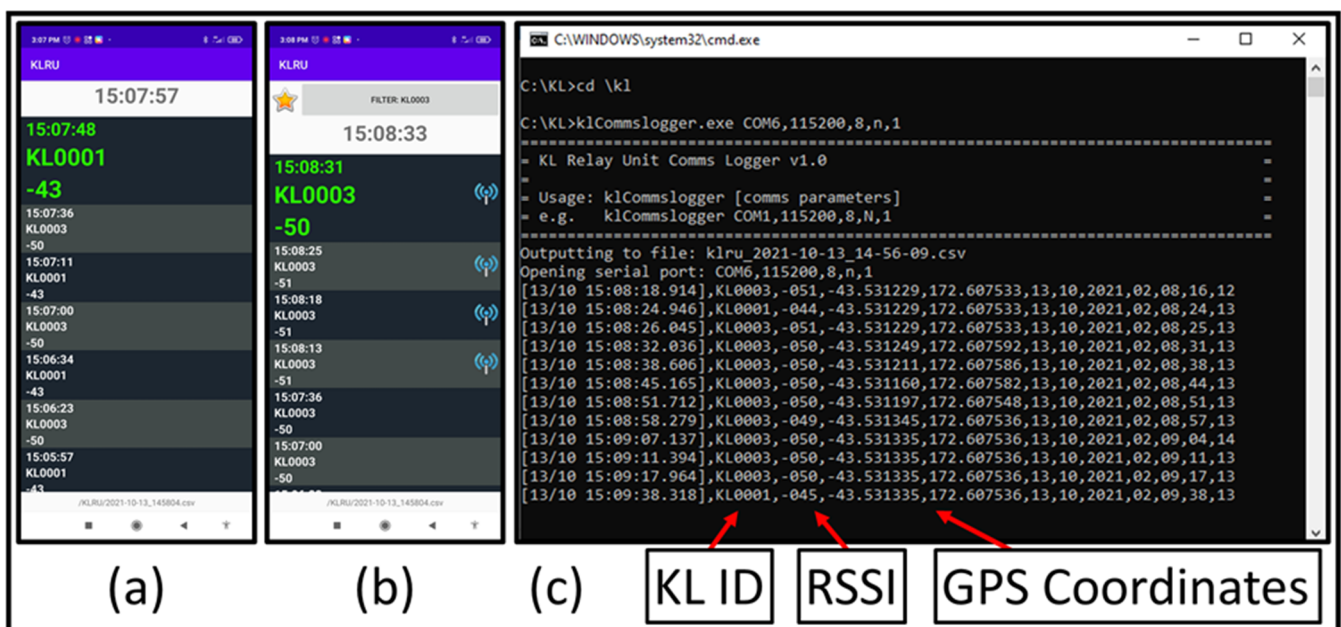 3:07 PM
KLRU
15:07:57
15:07:48
KL0001
-43
15:07:36
KL0003
-50
15:07:11
KL0001
-43
15:07:00
KL0003
-50
15:06:34
KL0001
-43
15:06:23
KL0003
-50
15:05:57
KL0001
-43
/KLRU/2021-10-13_145804.csv
(a)
3:08 PM
KLRU
FILTER: KL0003
15:08:33
15:08:31
KL0003
-50
15:08:25
KL0003
-51
15:08:18
KL0003
-51
15:08:13
KL0003
-51
15:07:36
KL0003
-50
15:07:00
KL0003
-50
/KLRU/2021-10-13_145804.csv
(b)
C:\WINDOWS\system32\cmd.exe
C:\KL>cd \kl
C:\KL>klCommslogger.exe COM6,115200,8,n,1
= KL Relay Unit Comms Logger v1.0 =
= =
= Usage: klCommslogger [comms parameters] =
= e.g. klCommslogger COM1,115200,8,N,1 =
Outputting to file: klru_2021-10-13_14-56-09.csv
Opening serial port: COM6,115200,8,n,1
[13/10 15:08:18.914],KL0003,-051,-43.531229,172.607533,13,10,2021,02,08,16,12
[13/10 15:08:24.946],KL0001,-044,-43.531229,172.607533,13,10,2021,02,08,24,13
[13/10 15:08:26.045],KL0003,-051,-43.531229,172.607533,13,10,2021,02,08,25,13
[13/10 15:08:32.036],KL0003,-050,-43.531249,172.607592,13,10,2021,02,08,31,13
[13/10 15:08:38.606],KL0003,-050,-43.531211,172.607586,13,10,2021,02,08,38,13
[13/10 15:08:45.165],KL0003,-050,-43.531160,172.607582,13,10,2021,02,08,44,13
[13/10 15:08:51.712],KL0003,-050,-43.531197,172.607548,13,10,2021,02,08,51,13
[13/10 15:08:58.279],KL0003,-049,-43.531345,172.607536,13,10,2021,02,08,57,13
[13/10 15:09:07.137],KL0003,-050,-43.531335,172.607536,13,10,2021,02,09,04,14
[13/10 15:09:11.394],KL0003,-050,-43.531335,172.607536,13,10,2021,02,09,11,13
[13/10 15:09:17.964],KL0003,-050,-43.531335,172.607536,13,10,2021,02,09,17,13
[13/10 15:09:38.318],KL0001,-045,-43.531335,172.607536,13,10,2021,02,09,38,13
(c)
KL ID
RSSI
GPS Coordinates